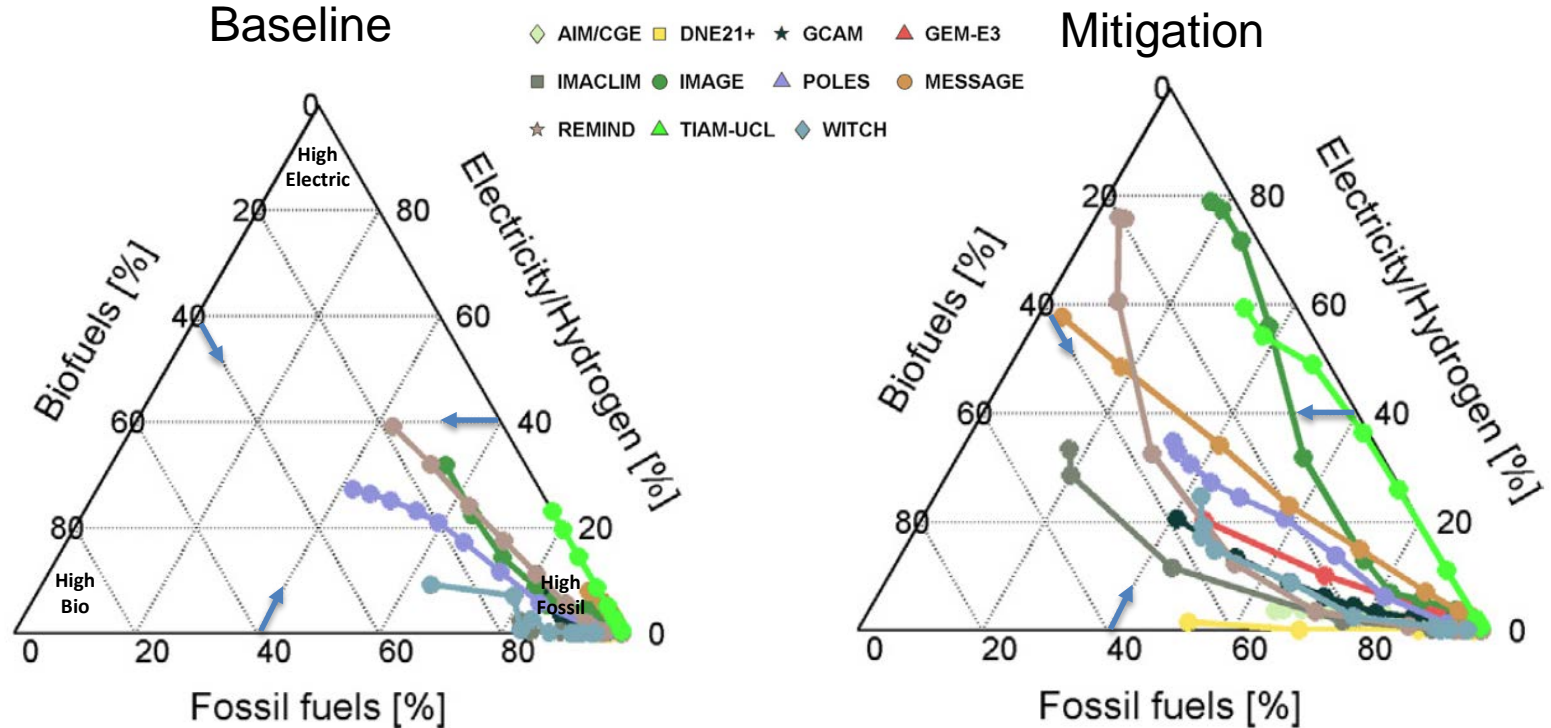 Baseline
AIM/CGE DNE21+ GCAM GEM-E3
IMACLIM IMAGE POLES MESSAGE
REMIND TIAM-UCL WITCH
Mitigation
0
High
Electric
20 80
40 60
60 40
80 20
High
Bio
High
Fossil
0
0 20 40 60 80
Biofuels [%]
Electricity/Hydrogen [%]
Fossil fuels [%]
0
20 80
40 60
60 40
80 20
0
0 20 40 60 80
Biofuels [%]
Electricity/Hydrogen [%]
Fossil fuels [%]